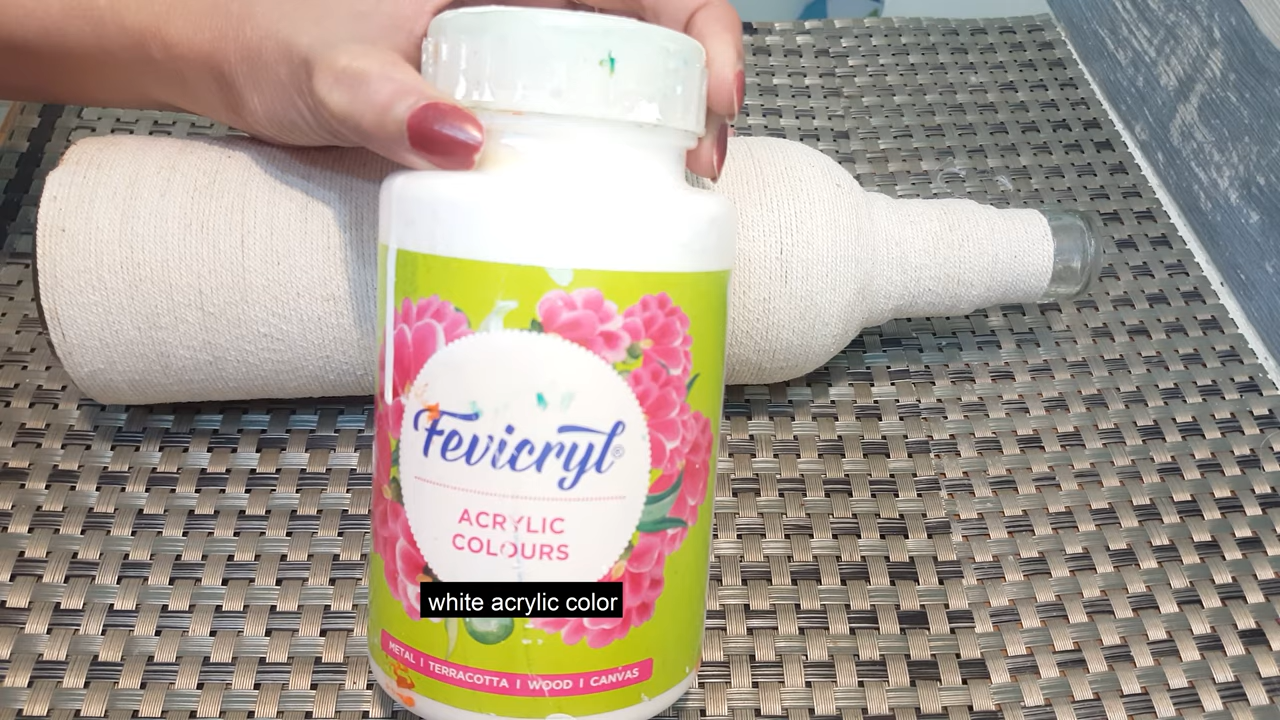 Fevicryl®
ACRYLIC
COLOURS
white acrylic color
METAL | TERRACOTTA | WOOD | CANVAS